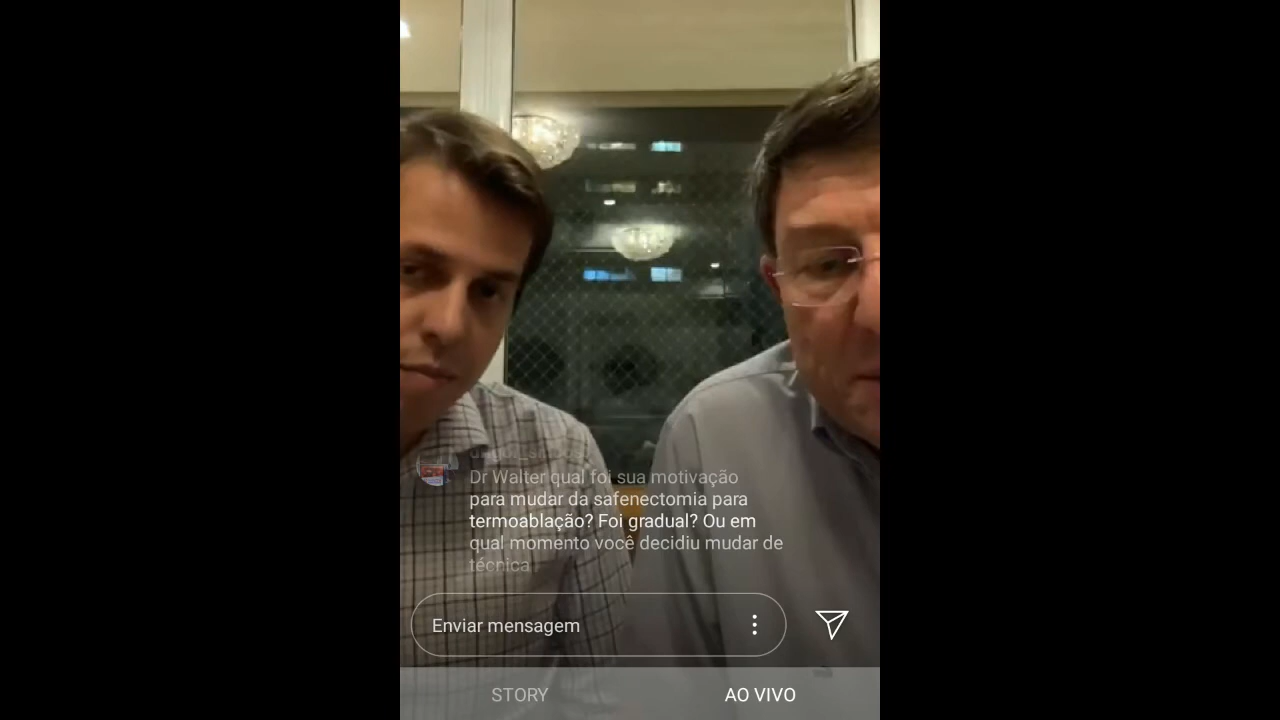 Dr Walter qual foi sua motivação
para mudar da safenectomia para
termoablação? Foi gradual? Ou em
qual momento você decidiu mudar de
técnica
Enviar mensagem
STORY
AO VIVO